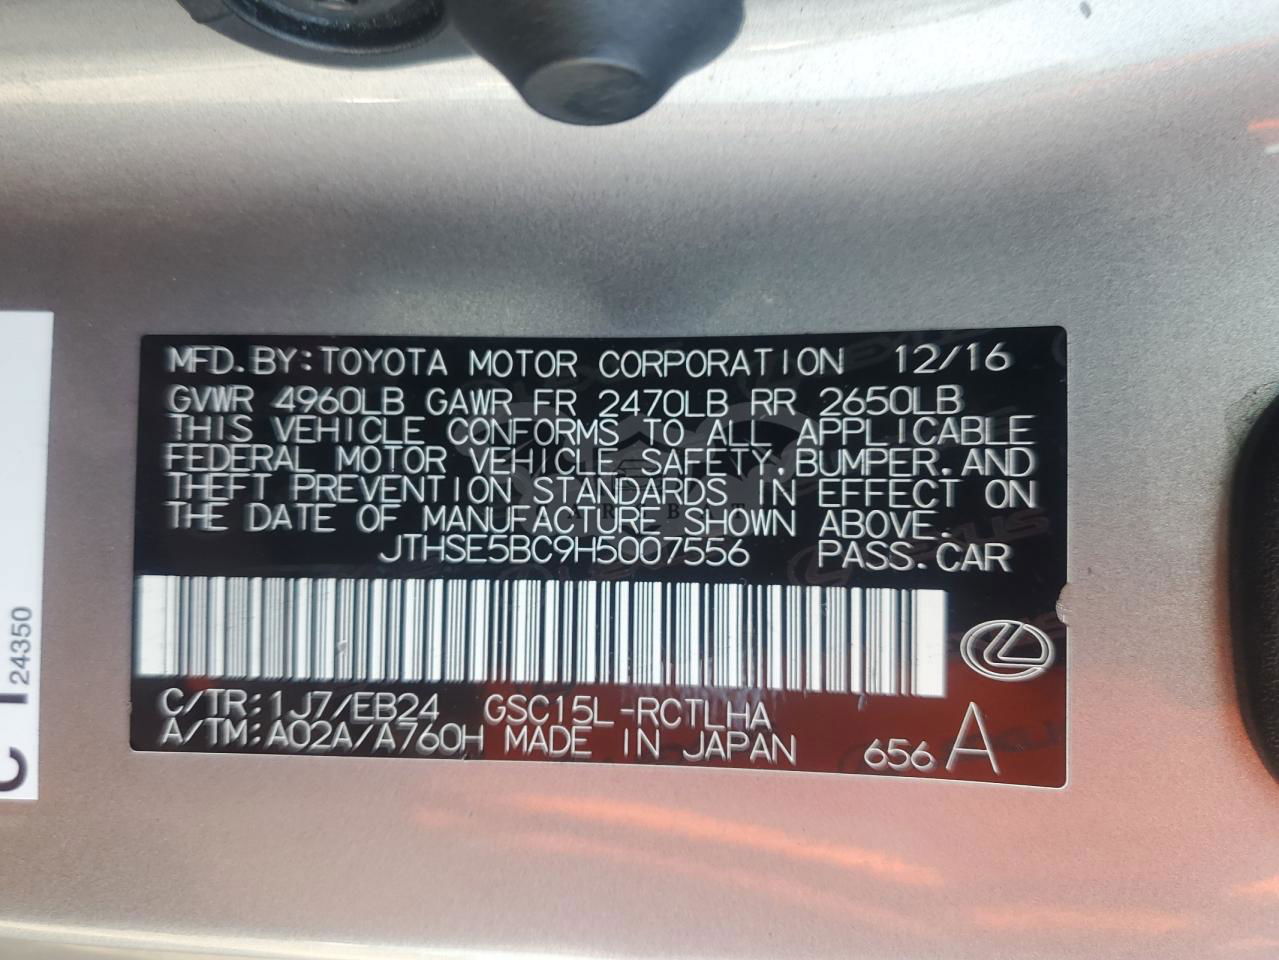 MFD.BY:TOYOTA MOTOR CORPORATION 12/16
GVWR 4960LB GAWR FR 2470LB RR 2650LB
THIS VEHICLE CONFORMS TO ALL APPLICABLE
FEDERAL MOTOR VEHICLE SAFETY,BUMPER,AND
THEFT PREVENTION STANDARDS IN EFFECT ON
THE DATE OF MANUFACTURE SHOWN ABOVE.
JTHSE5BC9H5007556 PASS.CAR
C/TR:1J7/EB24 GSC15L-RCTLHA
A/TM:A02A/A760H MADE IN JAPAN 656 A
24350